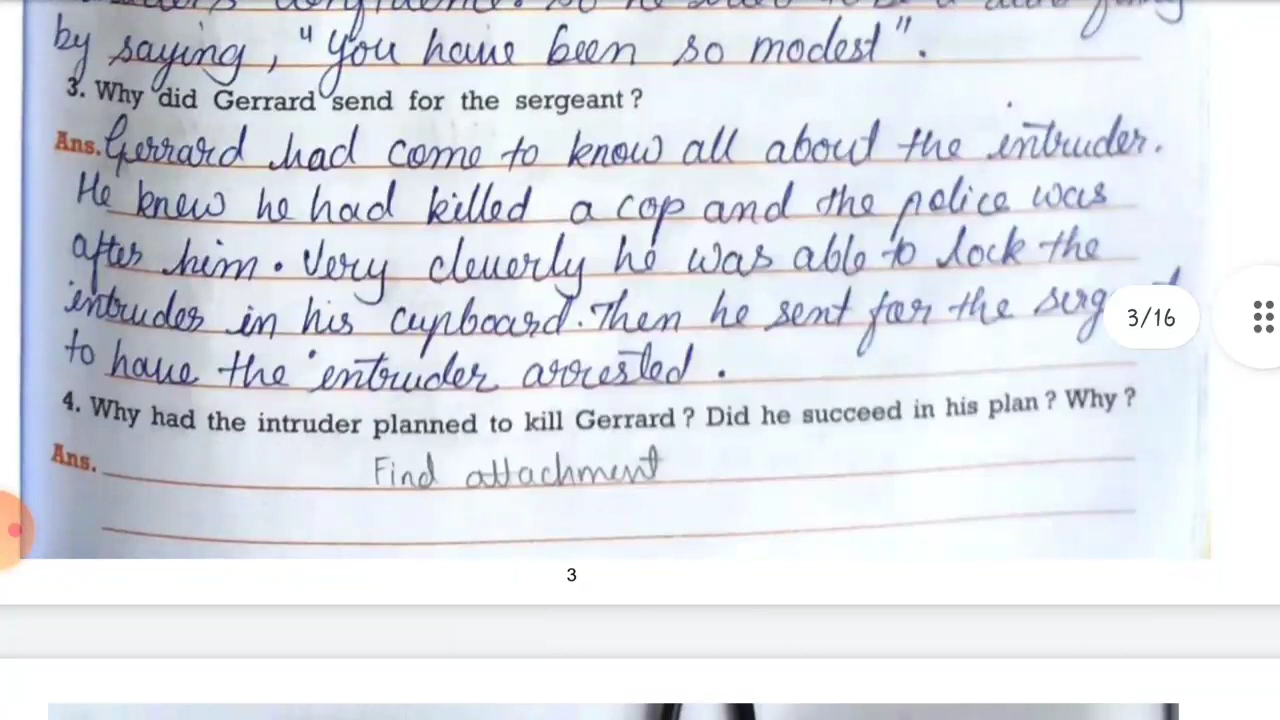 by saying, "You have been so modest".
3. Why did Gerrard send for the sergeant?
Ans. Gerrard had come to know all about the intruder.
He knew he had killed a cop and the police was
after him. Very cleverly he was able to lock the
intruder in his cupboard. Then he sent for the
to have the intruder arrested.
4. Why had the intruder planned to kill Gerrard? Did he succeed in his plan? Why?
Ans. Find attachment
3/16
3